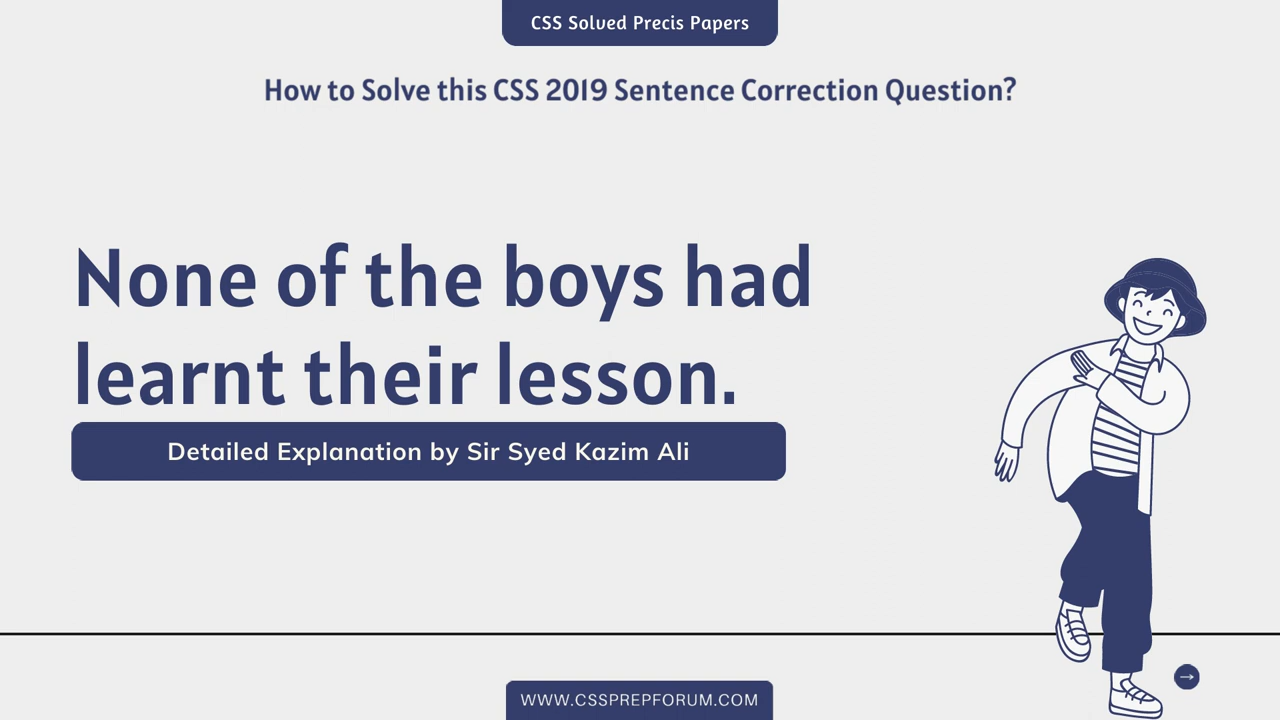 CSS Solved Precis Papers
How to Solve this CSS 2019 Sentence Correction Question?
None of the boys had
learnt their lesson.
Detailed Explanation by Sir Syed Kazim Ali
WWW.CSSPREPFORUM.COM